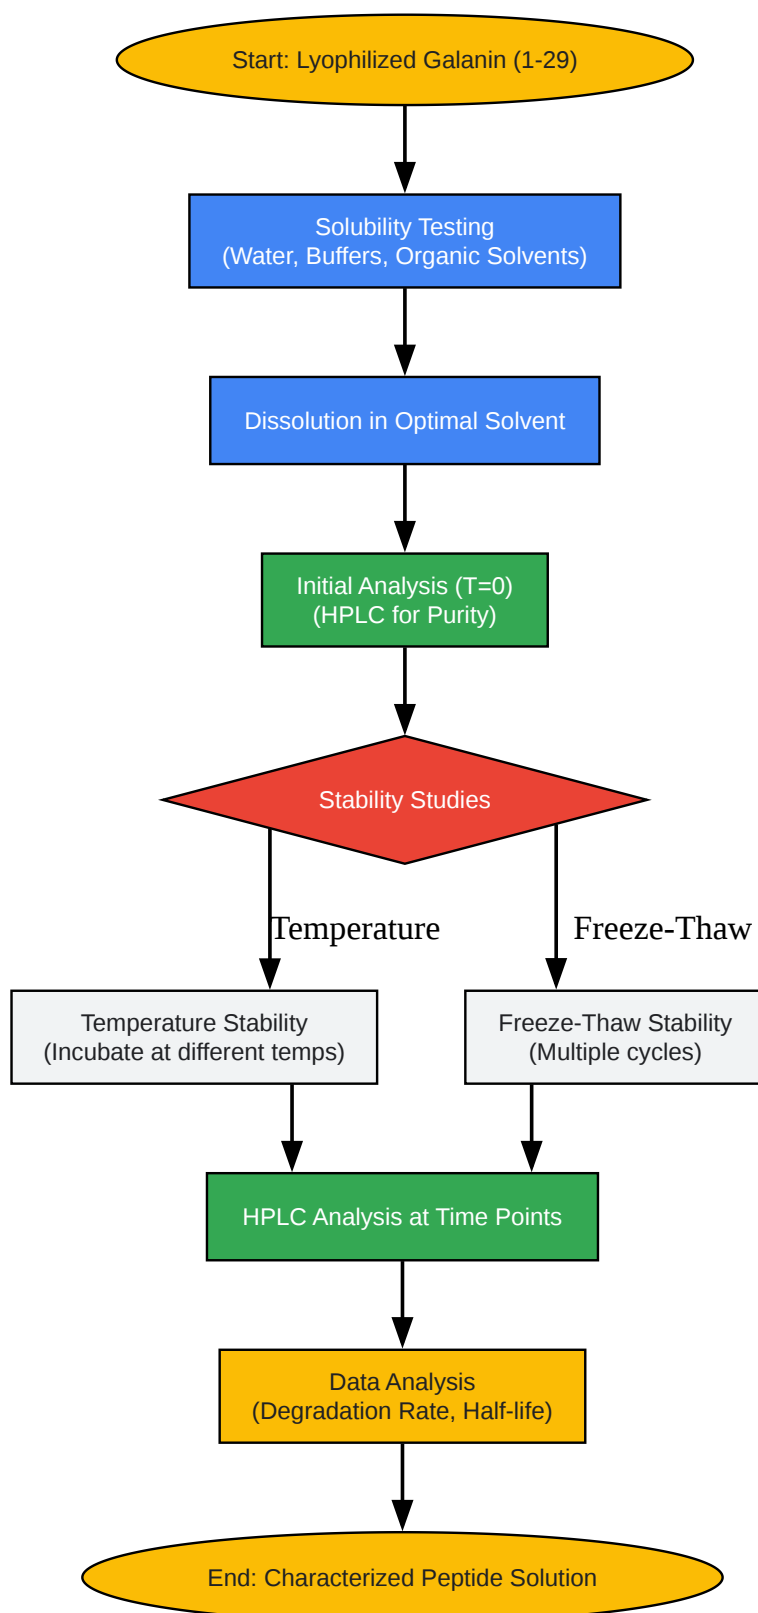 Start: Lyophilized Galanin (1-29)
Solubility Testing
(Water, Buffers, Organic Solvents)
Dissolution in Optimal Solvent
Initial Analysis (T=0)
(HPLC for Purity)
Stability Studies
Temperature
Freeze-Thaw
Temperature Stability
(Incubate at different temps)
Freeze-Thaw Stability
(Multiple cycles)
HPLC Analysis at Time Points
Data Analysis
(Degradation Rate, Half-life)
End: Characterized Peptide Solution